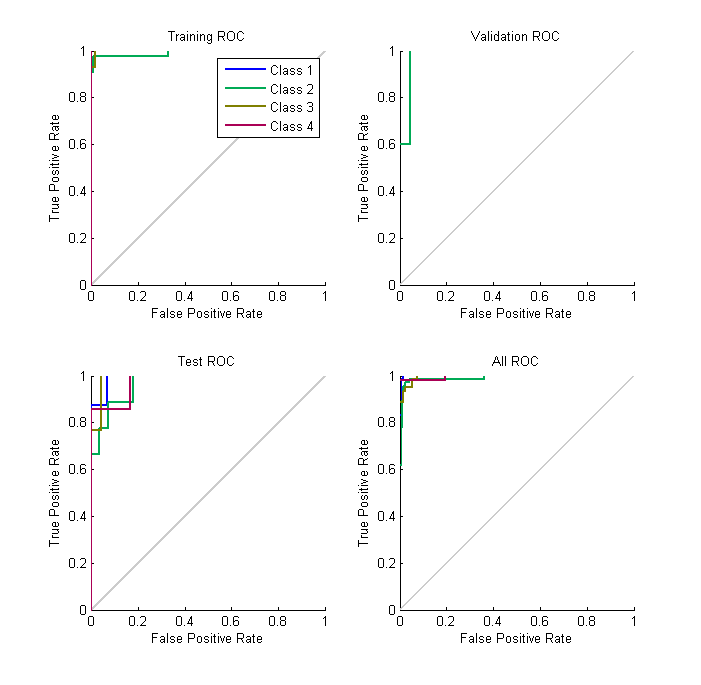 Training ROC
1
0.8
0.6
0.4
0.2
0
True Positive Rate
Class 1
Class 2
Class 3
Class 4
0 0.2 0.4 0.6 0.8 1
False Positive Rate
Validation ROC
1
0.8
0.6
0.4
0.2
0
True Positive Rate
0 0.2 0.4 0.6 0.8 1
False Positive Rate
Test ROC
1
0.8
0.6
0.4
0.2
0
True Positive Rate
0 0.2 0.4 0.6 0.8 1
False Positive Rate
All ROC
1
0.8
0.6
0.4
0.2
0
True Positive Rate
0 0.2 0.4 0.6 0.8 1
False Positive Rate